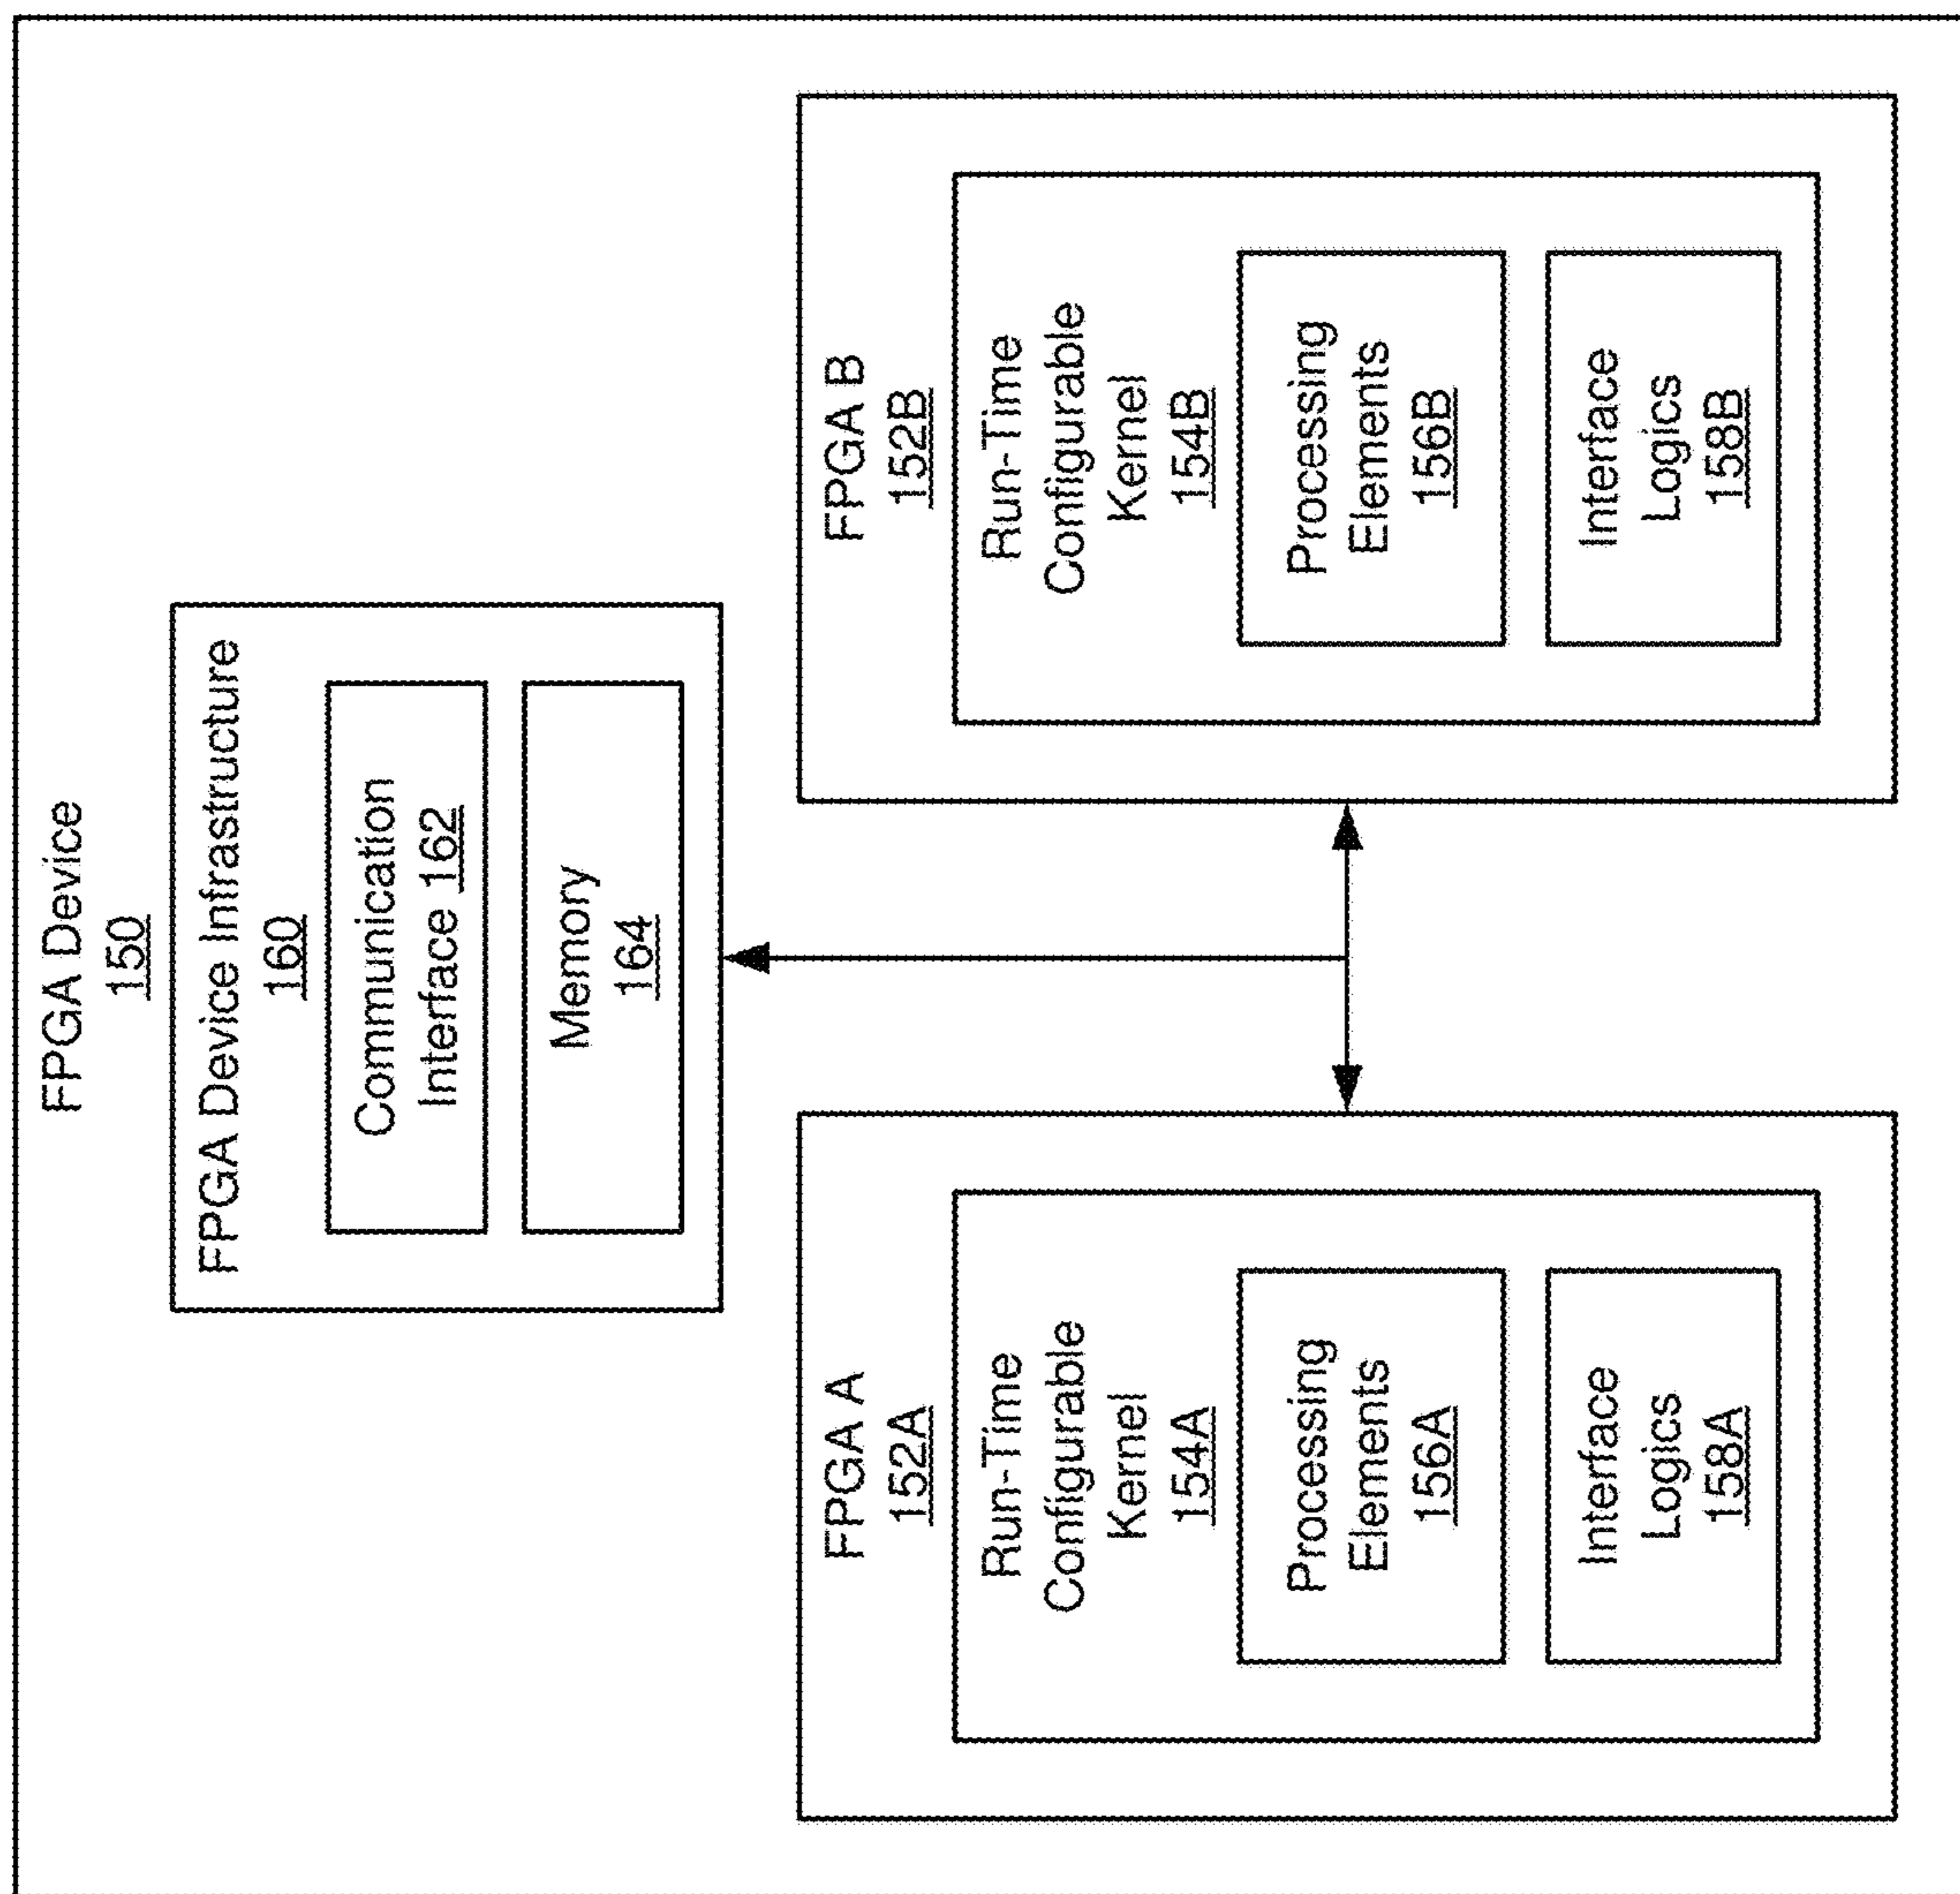 FPGA Device
150
FPGA Device Infrastructure
160
Communication
Interface 162
Memory
164
FPGA A
152A
Run-Time
Configurable
Kernel
154A
Processing
Elements
156A
Interface
Logics
158A
FPGA B
152B
Run-Time
Configurable
Kernel
154B
Processing
Elements
156B
Interface
Logics
158B